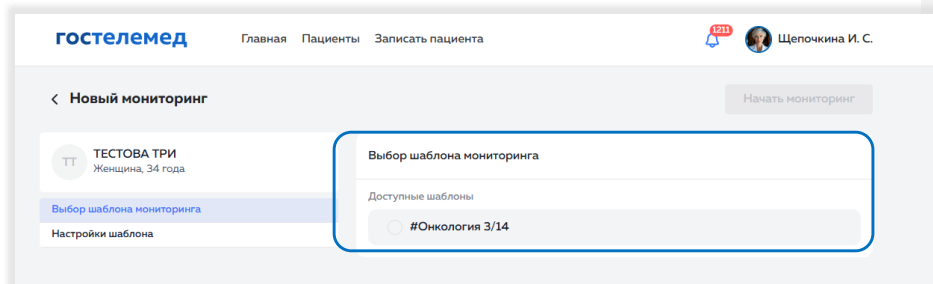 гостелемед Главная Пациенты Записать пациента 1211 Щепочкина И. С.
Новый мониторинг Начать мониторинг
ТТ ТЕСТОВА ТРИ
Женщина, 34 года
Выбор шаблона мониторинга
Настройки шаблона
Выбор шаблона мониторинга
Доступные шаблоны
#Онкология 3/14